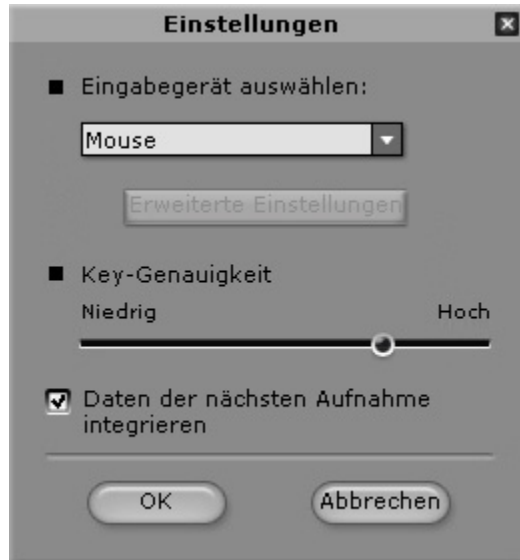 Einstellungen
Eingabegerät auswählen:
Mouse
Erweiterte Einstellungen
Key-Genauigkeit
Niedrig Hoch
Daten der nächsten Aufnahme
integrieren
OK Abbrechen